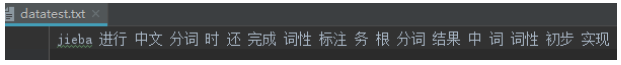 datatest.txt
jieba 进行 中文 分词 时 还 完成 词性 标注 务 根 分词 结果 中 词 词性 初步 实现